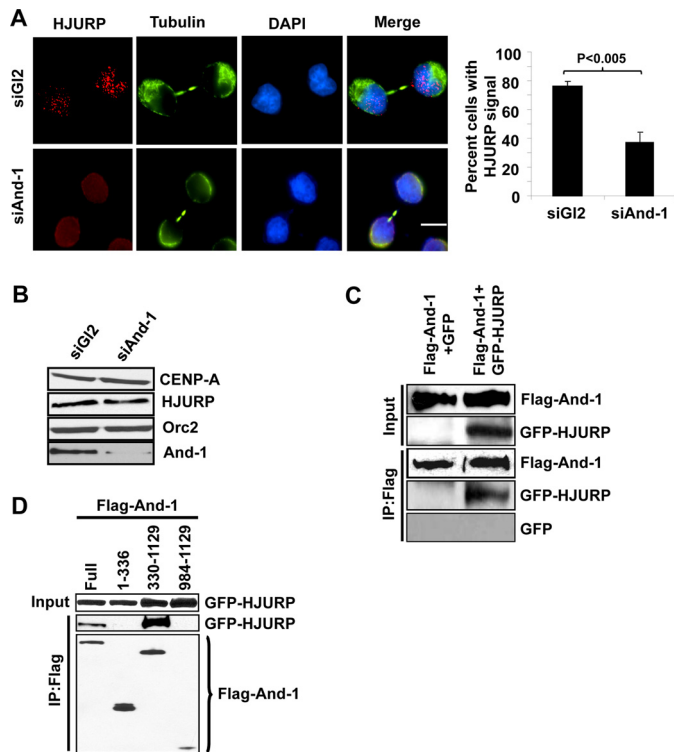 A
HJURP
Tubulin
DAPI
Merge
siGl2
siAnd-1
Percent cells with
HJURP signal
100
80
60
40
20
0
P<0.005
siGl2
siAnd-1
B
siGl2
siAnd-1
CENP-A
HJURP
Orc2
And-1
C
Flag-And-1
+GFP
Flag-And-1+
GFP-HJURP
Input
Flag-And-1
GFP-HJURP
IP:Flag
Flag-And-1
GFP-HJURP
GFP
D
Flag-And-1
Full
1-336
330-1129
984-1129
Input
GFP-HJURP
IP:Flag
GFP-HJURP
Flag-And-1